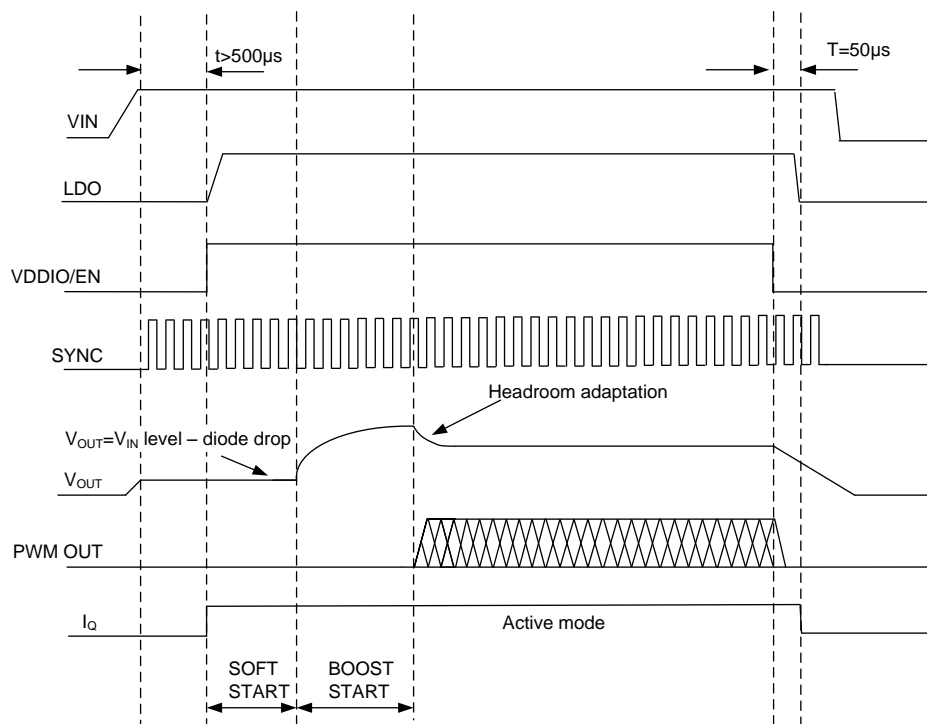 t>500µs
T=50µs
VIN
LDO
VDDIO/EN
SYNC
Headroom adaptation
VOUT=VIN level – diode drop
VOUT
PWM OUT
IQ
Active mode
SOFT
START
BOOST
START